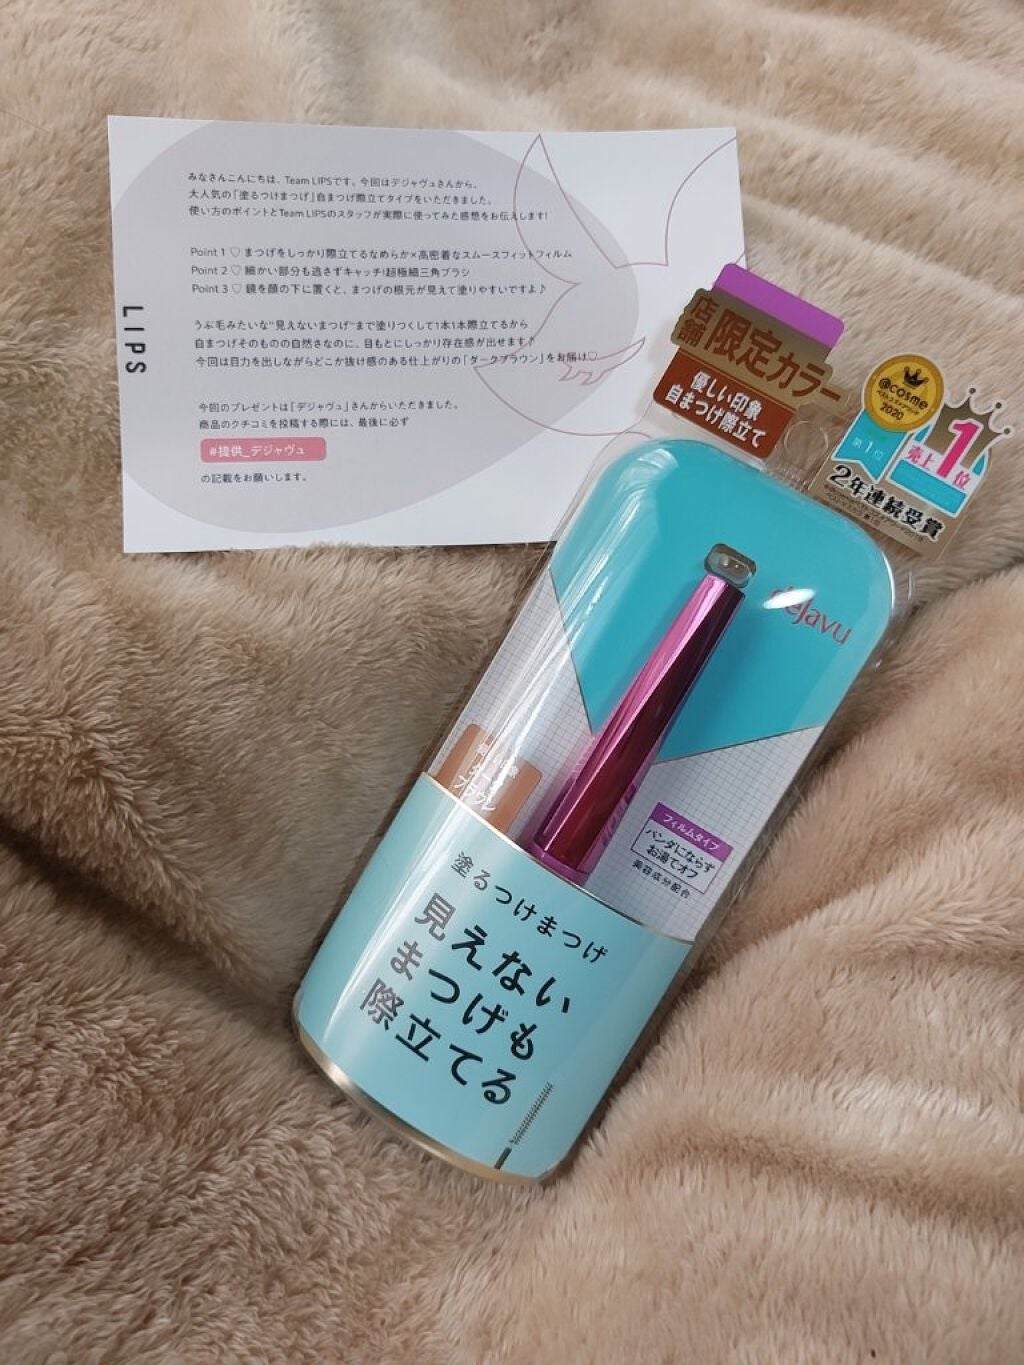 LIPS
みなさんこんにちは、Team LIPSです。今回はデジャヴュさんから、
大人気の「塗るつけまつげ」自まつげ際立てタイプをいただきました。
使い方のポイントとTeam LIPSのスタッフが実際に使ってみた感想をお伝えします!
Point 1 ♡ まつげをしっかり際立てるなめらか×高密着なスムースフィットフィルム
Point 2 ♡ 細かい部分も逃さずキャッチ!超極細三角ブラシ
Point 3 ♡ 鏡を顔の下に置くと、まつげの根元が見えて塗りやすいですよ♪
うぶ毛みたいな"見えないまつげ"まで塗りつくして1本1本際立てるから
自まつげそのものの自然さなのに、目もとにしっかり存在感が出せます♪
今回は目力を出しながらどこか抜け感のある仕上がりの「ダークブラウン」をお届け♡
今回のプレゼントは「デジャヴュ」さんからいただきました。
商品のクチコミを投稿する際には、最後に必ず
#提供_デジャヴュ
の記載をお願いします。
店舗限定カラー
優しい印象
自まつげ際立て
@cosme
2020
第1位
売上1位
2年連続受賞
dejavu
ブラウン
フィルムタイプ
パンダにならず
お湯でオフ
美容成分配合
塗るつけまつげ
見えない
まつげも
際立てる